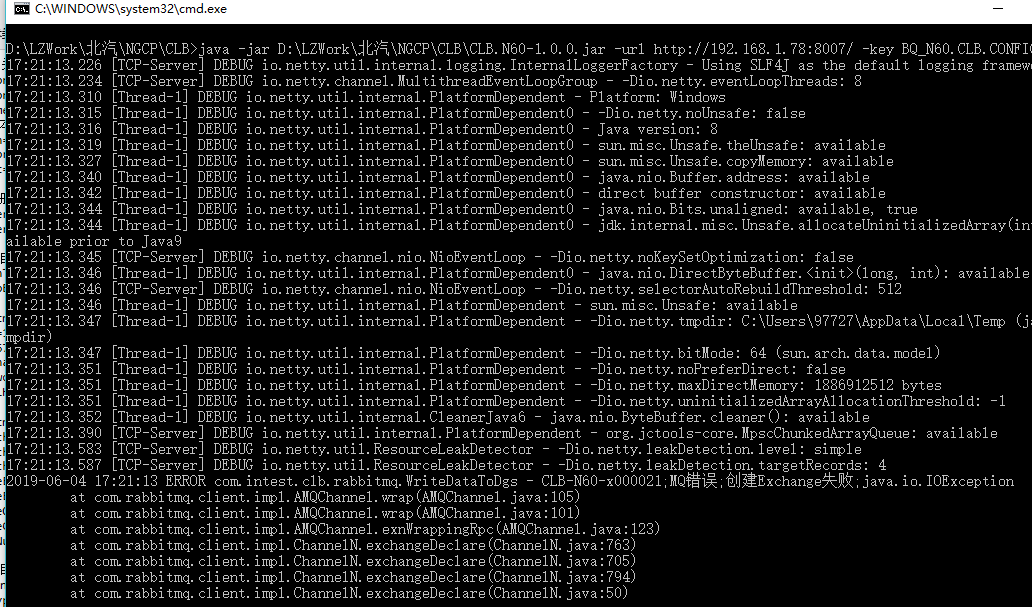 C:\WINDOWS\system32\cmd.exe
D:\LZWork\北汽\NGCP\CLB>java -jar D:\LZWork\北汽\NGCP\CLB\CLB.N60-1.0.0.jar -url http://192.168.1.78:8007/ -key BQ_N60.CLB.CONFIG
17:21:13.226 [TCP-Server] DEBUG io.netty.util.internal.logging.InternalLoggerFactory - Using SLF4J as the default logging framew
17:21:13.234 [TCP-Server] DEBUG io.netty.channel.MultithreadEventLoopGroup - -Dio.netty.eventLoopThreads: 8
17:21:13.310 [Thread-1] DEBUG io.netty.util.internal.PlatformDependent - Platform: Windows
17:21:13.315 [Thread-1] DEBUG io.netty.util.internal.PlatformDependent0 - -Dio.netty.noUnsafe: false
17:21:13.316 [Thread-1] DEBUG io.netty.util.internal.PlatformDependent0 - Java version: 8
17:21:13.319 [Thread-1] DEBUG io.netty.util.internal.PlatformDependent0 - sun.misc.Unsafe.theUnsafe: available
17:21:13.327 [Thread-1] DEBUG io.netty.util.internal.PlatformDependent0 - sun.misc.Unsafe.copyMemory: available
17:21:13.340 [Thread-1] DEBUG io.netty.util.internal.PlatformDependent0 - java.nio.Buffer.address: available
17:21:13.342 [Thread-1] DEBUG io.netty.util.internal.PlatformDependent0 - direct buffer constructor: available
17:21:13.344 [Thread-1] DEBUG io.netty.util.internal.PlatformDependent0 - java.nio.Bits.unaligned: available, true
17:21:13.344 [Thread-1] DEBUG io.netty.util.internal.PlatformDependent0 - jdk.internal.misc.Unsafe.allocateUninitializedArray(in
ailable prior to Java9
17:21:13.345 [TCP-Server] DEBUG io.netty.channel.nio.NioEventLoop - -Dio.netty.noKeySetOptimization: false
17:21:13.346 [Thread-1] DEBUG io.netty.util.internal.PlatformDependent0 - java.nio.DirectByteBuffer.<init>(long, int): available
17:21:13.346 [TCP-Server] DEBUG io.netty.channel.nio.NioEventLoop - -Dio.netty.selectorAutoRebuildThreshold: 512
17:21:13.346 [Thread-1] DEBUG io.netty.util.internal.PlatformDependent - sun.misc.Unsafe: available
17:21:13.347 [Thread-1] DEBUG io.netty.util.internal.PlatformDependent - -Dio.netty.tmpdir: C:\Users\97727\AppData\Local\Temp (ja
mpdir)
17:21:13.347 [Thread-1] DEBUG io.netty.util.internal.PlatformDependent - -Dio.netty.bitMode: 64 (sun.arch.data.model)
17:21:13.351 [Thread-1] DEBUG io.netty.util.internal.PlatformDependent - -Dio.netty.noPreferDirect: false
17:21:13.351 [Thread-1] DEBUG io.netty.util.internal.PlatformDependent - -Dio.netty.maxDirectMemory: 1886912512 bytes
17:21:13.351 [Thread-1] DEBUG io.netty.util.internal.PlatformDependent - -Dio.netty.uninitializedArrayAllocationThreshold: -1
17:21:13.352 [Thread-1] DEBUG io.netty.util.internal.CleanerJava6 - java.nio.ByteBuffer.cleaner(): available
17:21:13.390 [TCP-Server] DEBUG io.netty.util.internal.PlatformDependent - org.jctools-core.MpscChunkedArrayQueue: available
17:21:13.583 [TCP-Server] DEBUG io.netty.util.ResourceLeakDetector - -Dio.netty.leakDetection.level: simple
17:21:13.587 [TCP-Server] DEBUG io.netty.util.ResourceLeakDetector - -Dio.netty.leakDetection.targetRecords: 4
2019-06-04 17:21:13 ERROR com.intest.clb.rabbitmq.WriteDataToDgs - CLB-N60-x000021;MQ错误;创建Exchange失败;java.io.IOException
at com.rabbitmq.client.impl.AMQChannel.wrap(AMQChannel.java:105)
at com.rabbitmq.client.impl.AMQChannel.wrap(AMQChannel.java:101)
at com.rabbitmq.client.impl.AMQChannel.exnWrappingRpc(AMQChannel.java:123)
at com.rabbitmq.client.impl.ChannelN.exchangeDeclare(ChannelN.java:763)
at com.rabbitmq.client.impl.ChannelN.exchangeDeclare(ChannelN.java:705)
at com.rabbitmq.client.impl.ChannelN.exchangeDeclare(ChannelN.java:794)
at com.rabbitmq.client.impl.ChannelN.exchangeDeclare(ChannelN.java:50)